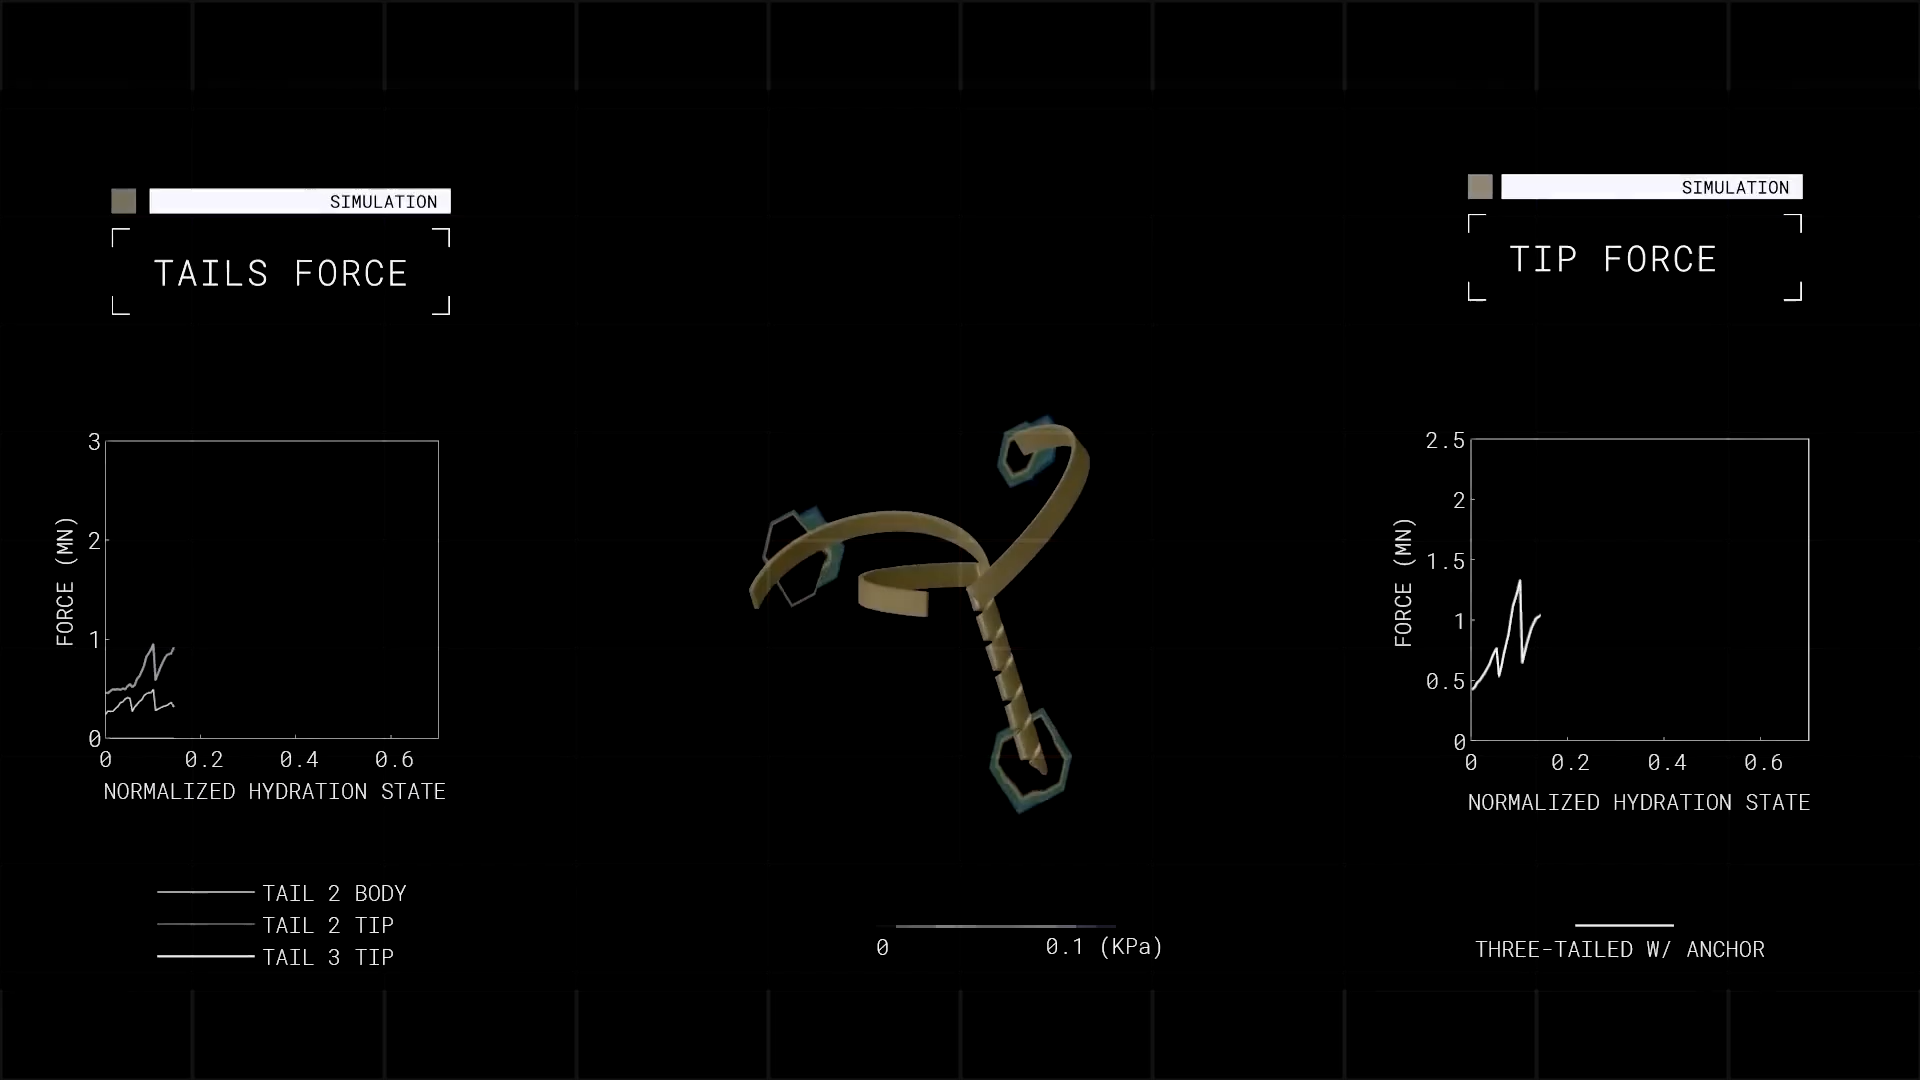 SIMULATION
TAILS FORCE
3
2
1
0
FORCE (MN)
0 0.2 0.4 0.6
NORMALIZED HYDRATION STATE
TAIL 2 BODY
TAIL 2 TIP
TAIL 3 TIP
0 0.1 (KPa)
SIMULATION
TIP FORCE
2.5
2
1.5
1
0.5
0
FORCE (MN)
0 0.2 0.4 0.6
NORMALIZED HYDRATION STATE
THREE-TAILED W/ ANCHOR